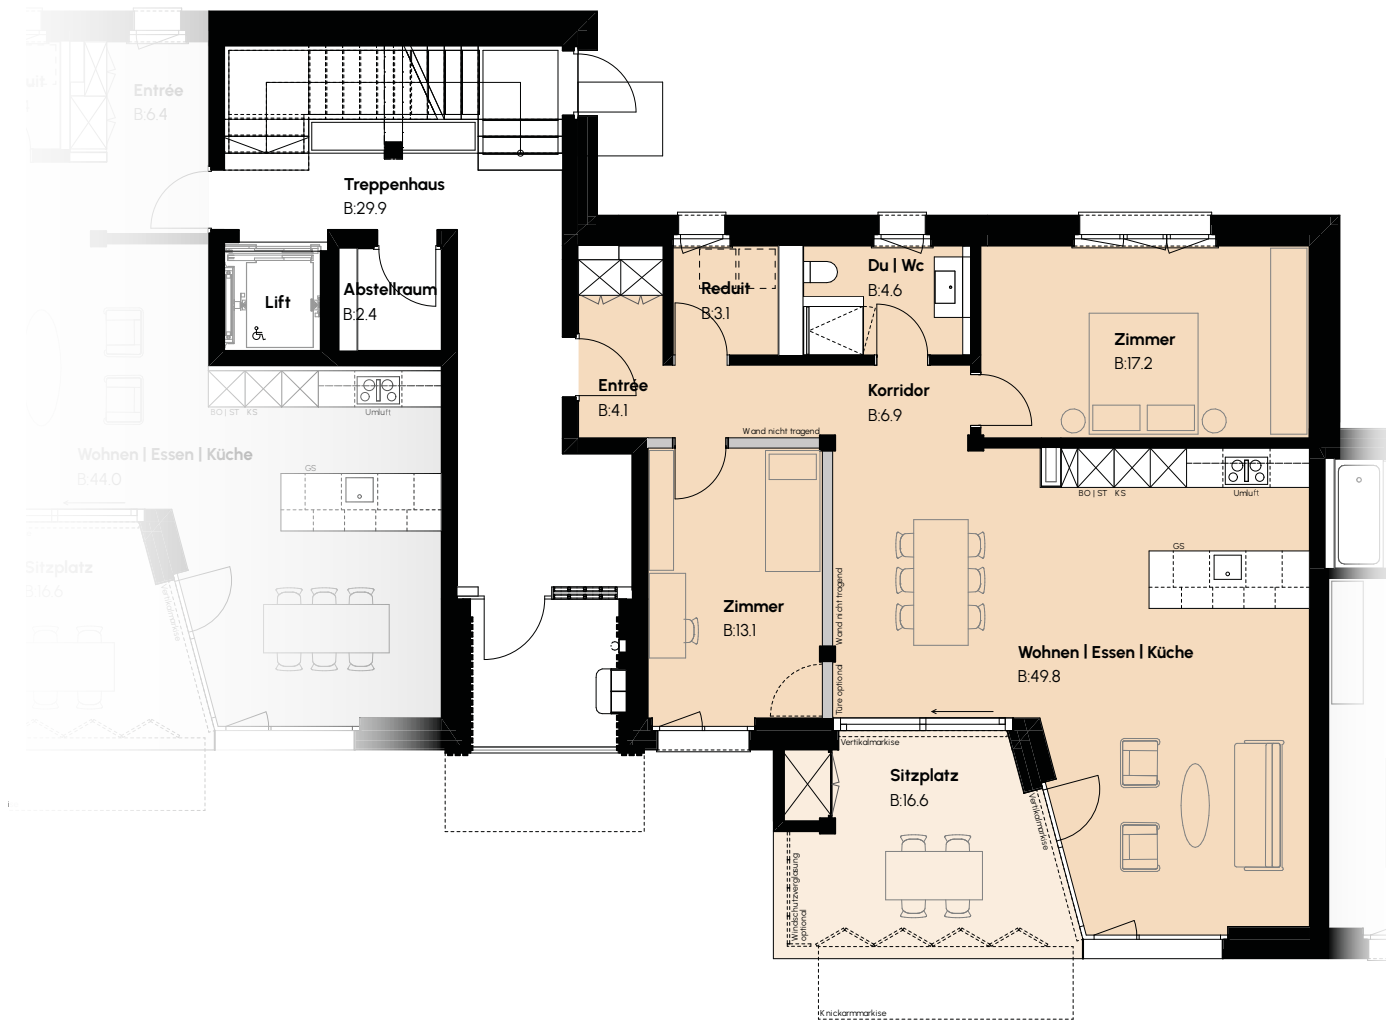 Entrée
B:6.4
Treppenhaus
B:29.9
Lift
Abstellraum
B:2.4
Reduit
B:3.1
Du | Wc
B:4.6
Zimmer
B:17.2
Entrée
B:4.1
Korridor
B:6.9
Wand nicht tragend
BO | ST KS
Umluft
Wohnen | Essen | Küche
B:44.0
GS
BO | ST KS
Umluft
GS
Sitzplatz
B:16.6
Vertikalmarkise
Zimmer
B:13.1
Wand nicht tragend
Türe optional
Wohnen | Essen | Küche
B:49.8
Vertikalmarkise
Sitzplatz
B:16.6
Vertikalmarkise
Windschutzverglasung
optional
Knickarmmarkise